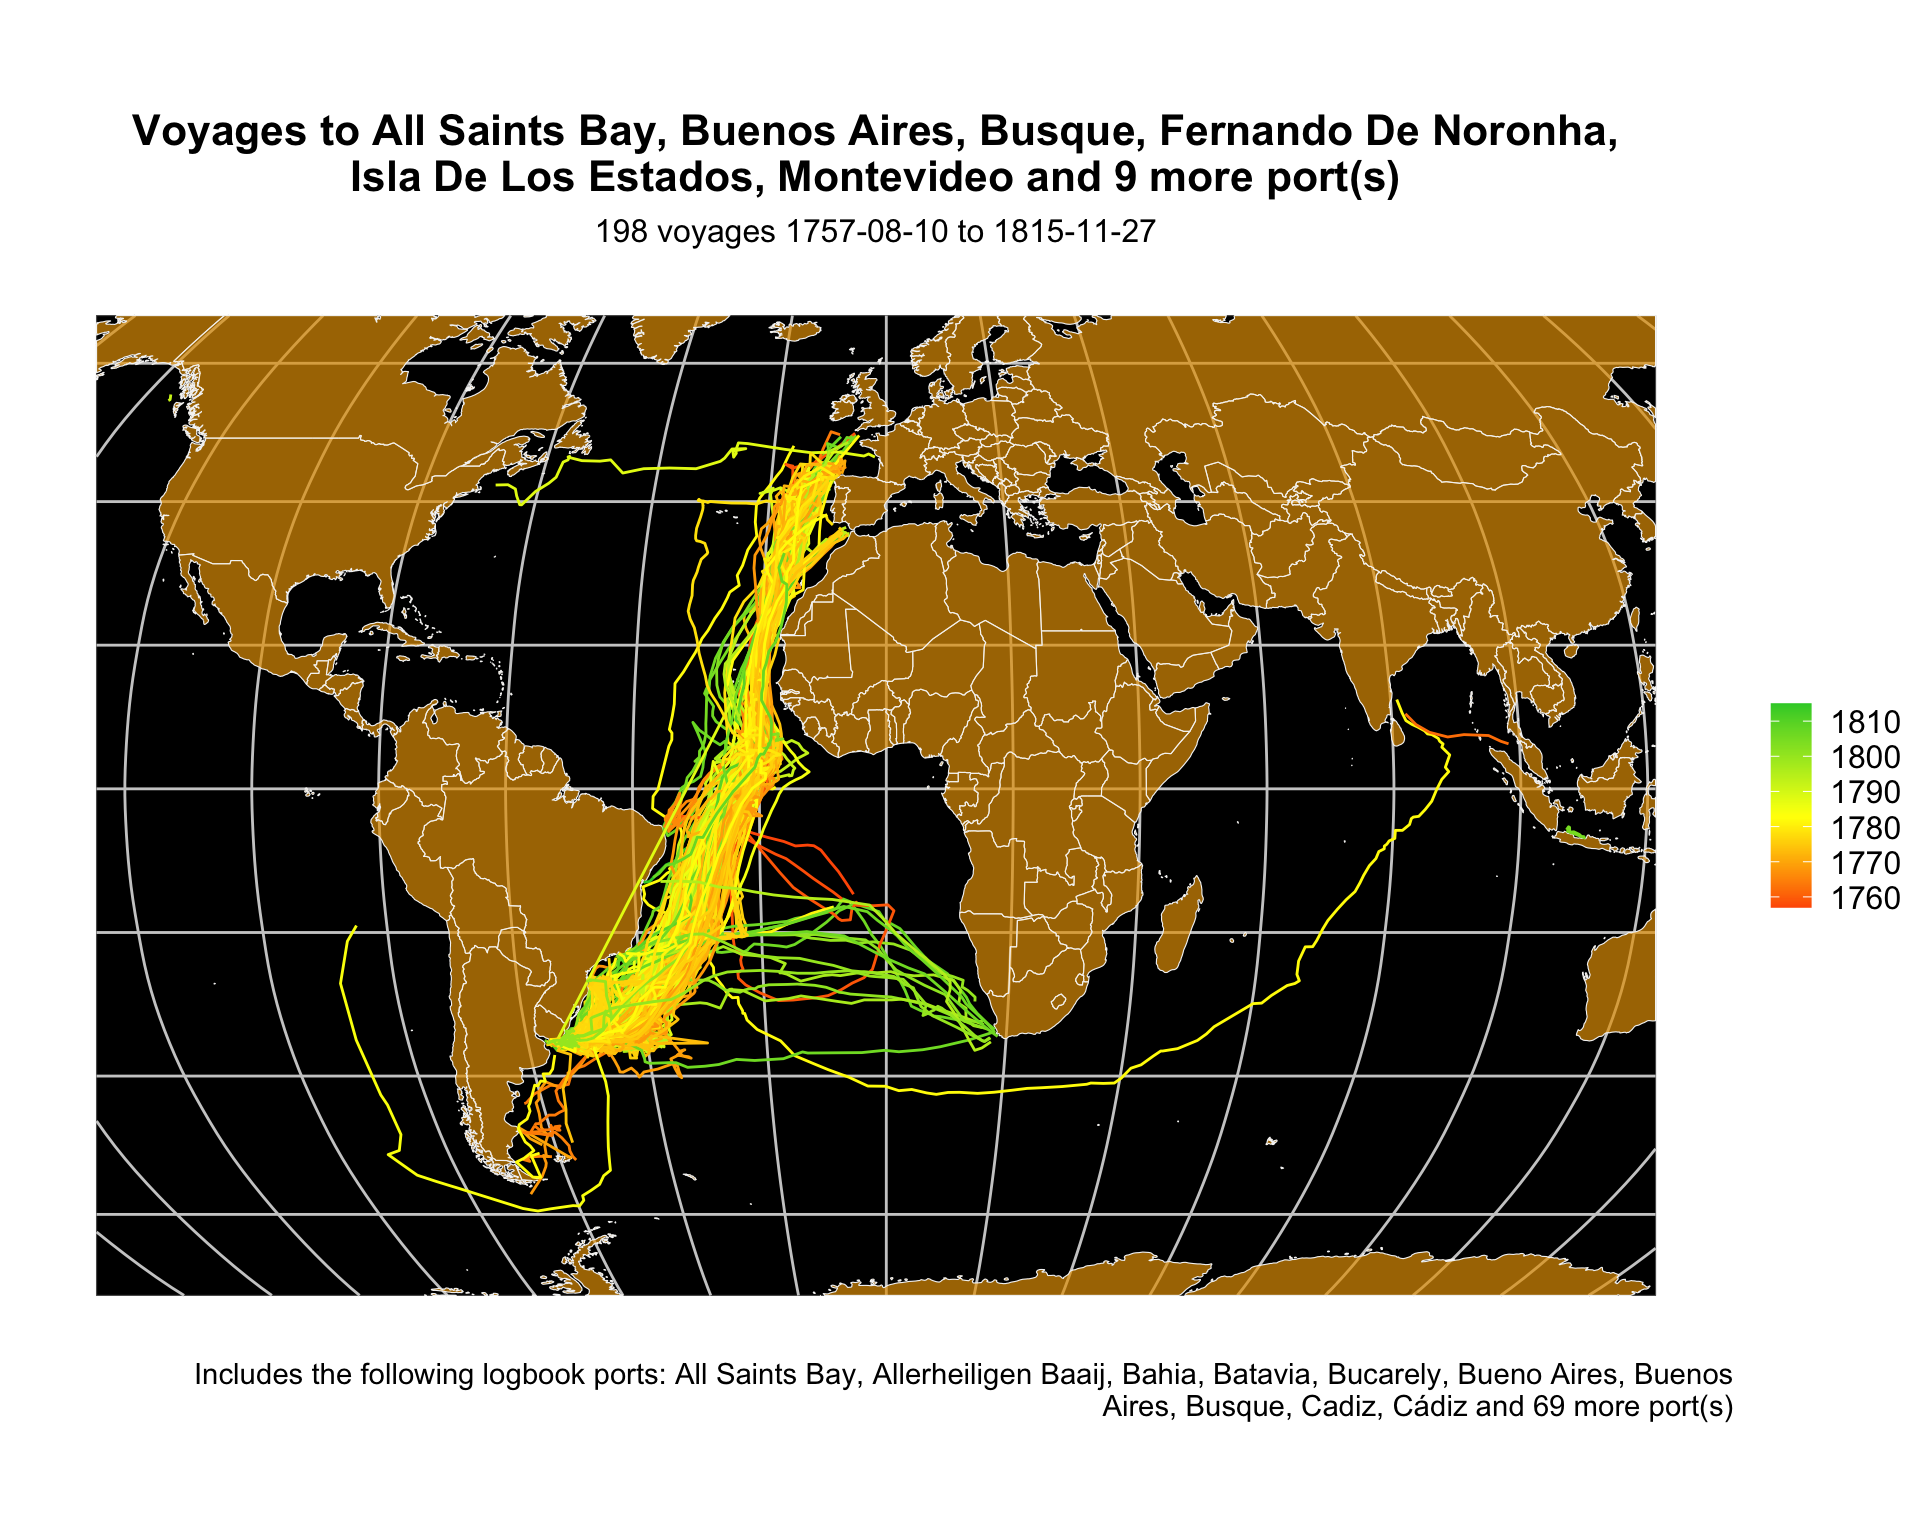 Voyages to All Saints Bay, Buenos Aires, Busque, Fernando De Noronha,
Isla De Los Estados, Montevideo and 9 more port(s)
198 voyages 1757-08-10 to 1815-11-27
1810
1800
1790
1780
1770
1760
Includes the following logbook ports: All Saints Bay, Allerheiligen Baaij, Bahia, Batavia, Bucarely, Bueno Aires, Buenos
Aires, Busque, Cadiz, Cádiz and 69 more port(s)